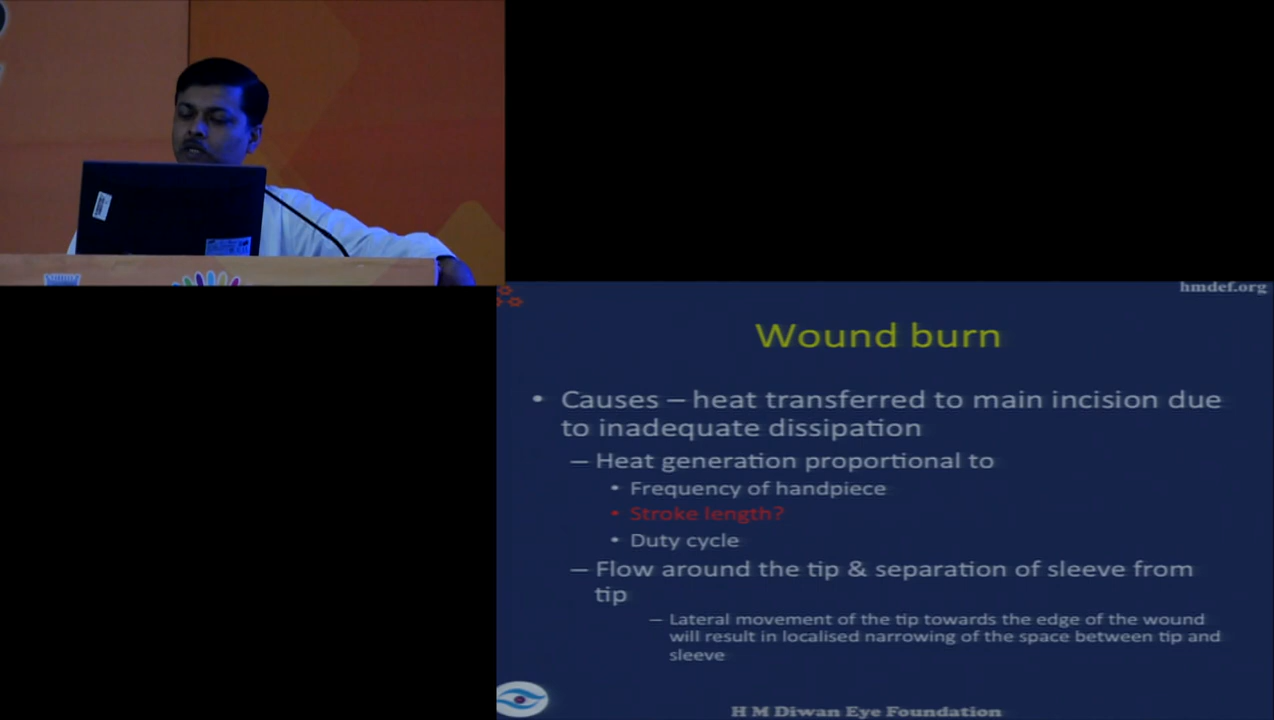 hmdef.org
Wound burn
• Causes – heat transferred to main incision due
to inadequate dissipation
– Heat generation proportional to
• Frequency of handpiece
• Stroke length?
• Duty cycle
– Flow around the tip & separation of sleeve from
tip
– Lateral movement of the tip towards the edge of the wound
will result in localised narrowing of the space between tip and
sleeve
H M Diwan Eye Foundation